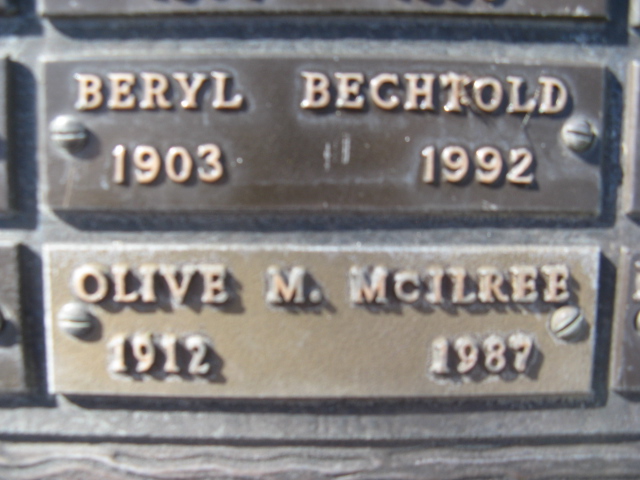 BERYL BECHTOLD
1903 1992
OLIVE M. McILREE
1912 1987